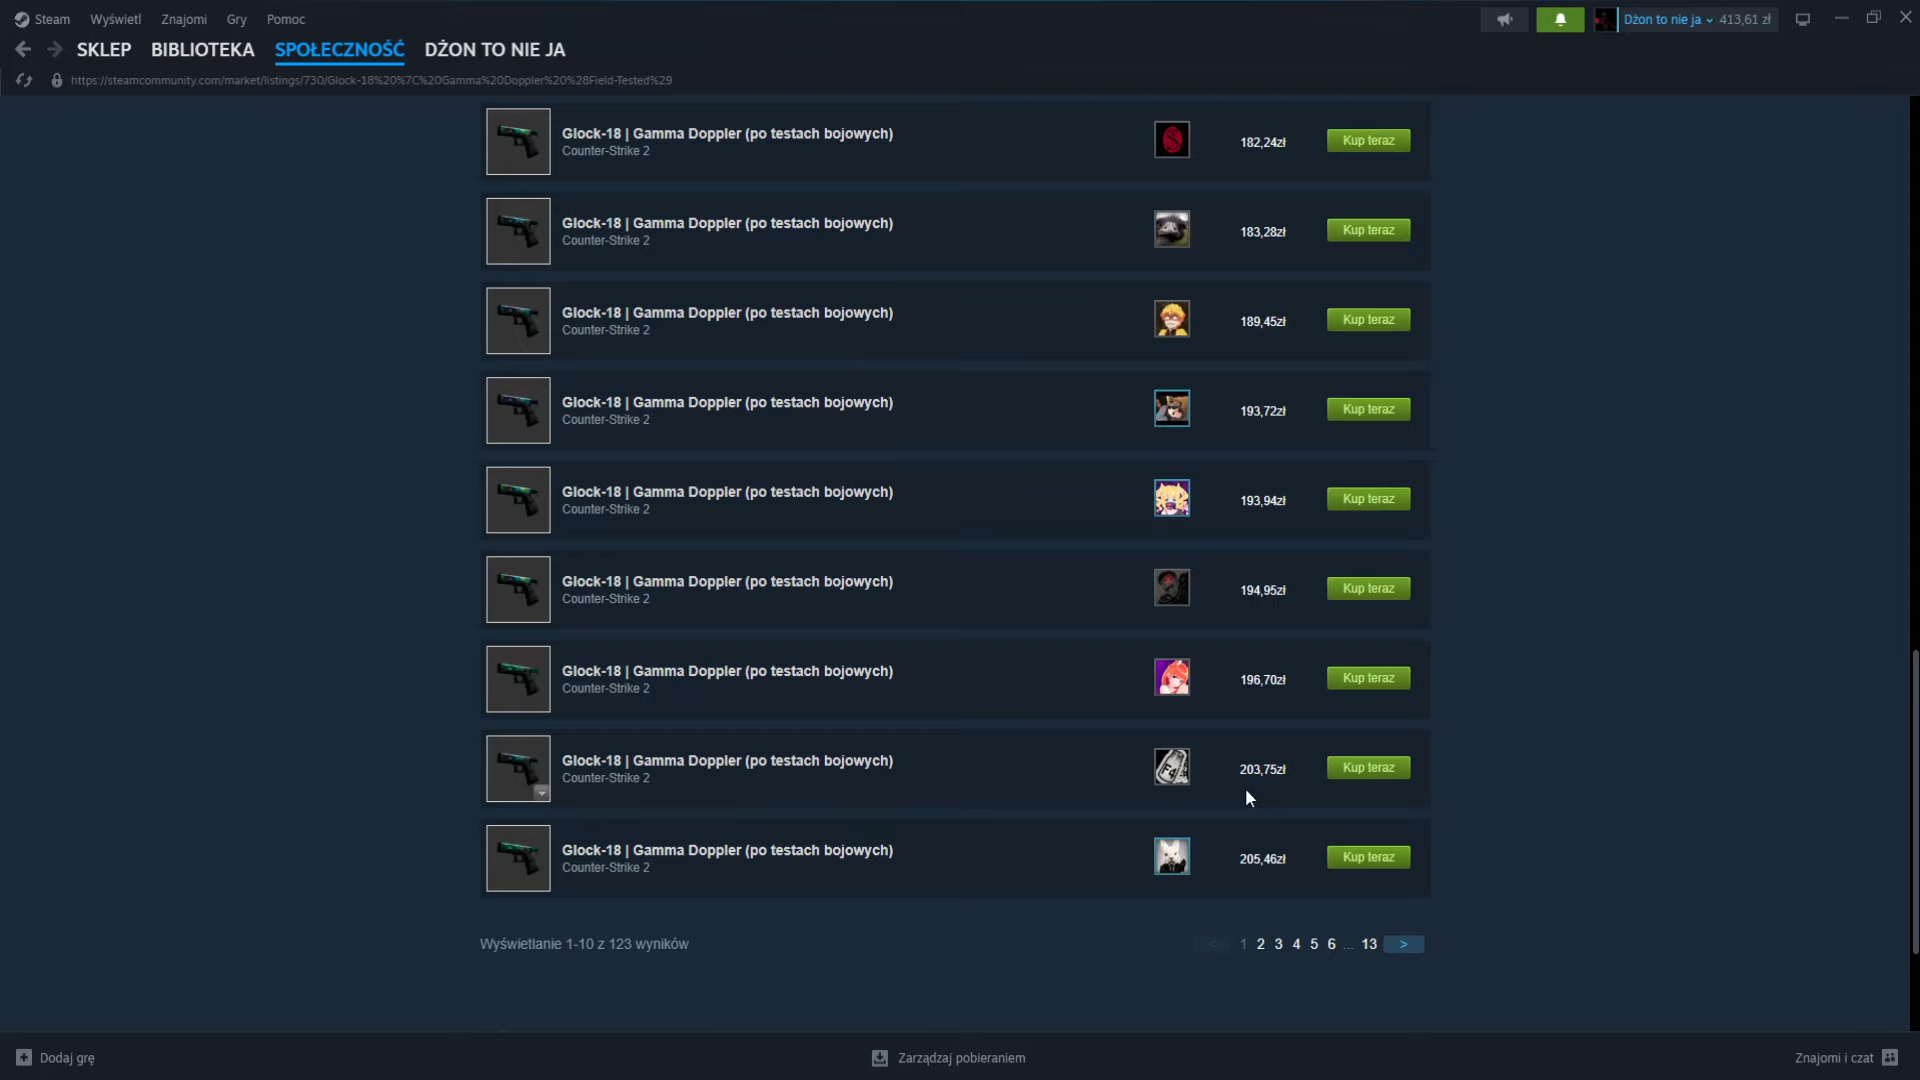 Steam Wyświetl Znajomi Gry Pomoc Dżon to nie ja 413,61 zł
SKLEP BIBLIOTEKA SPOŁECZNOŚĆ DŻON TO NIE JA
https://steamcommunity.com/market/listings/730/Glock-18%20%7C%20Gamma%20Doppler%20%28Field-Tested%29
Glock-18 | Gamma Doppler (po testach bojowych)
Counter-Strike 2
182,24zł Kup teraz
Glock-18 | Gamma Doppler (po testach bojowych)
Counter-Strike 2
183,28zł Kup teraz
Glock-18 | Gamma Doppler (po testach bojowych)
Counter-Strike 2
189,45zł Kup teraz
Glock-18 | Gamma Doppler (po testach bojowych)
Counter-Strike 2
193,72zł Kup teraz
Glock-18 | Gamma Doppler (po testach bojowych)
Counter-Strike 2
193,94zł Kup teraz
Glock-18 | Gamma Doppler (po testach bojowych)
Counter-Strike 2
194,95zł Kup teraz
Glock-18 | Gamma Doppler (po testach bojowych)
Counter-Strike 2
196,70zł Kup teraz
Glock-18 | Gamma Doppler (po testach bojowych)
Counter-Strike 2
203,75zł Kup teraz
Glock-18 | Gamma Doppler (po testach bojowych)
Counter-Strike 2
205,46zł Kup teraz
Wyświetlanie 1-10 z 123 wyników < 1 2 3 4 5 6 ... 13 >
Dodaj grę Zarządzaj pobieraniem Znajomi i czat